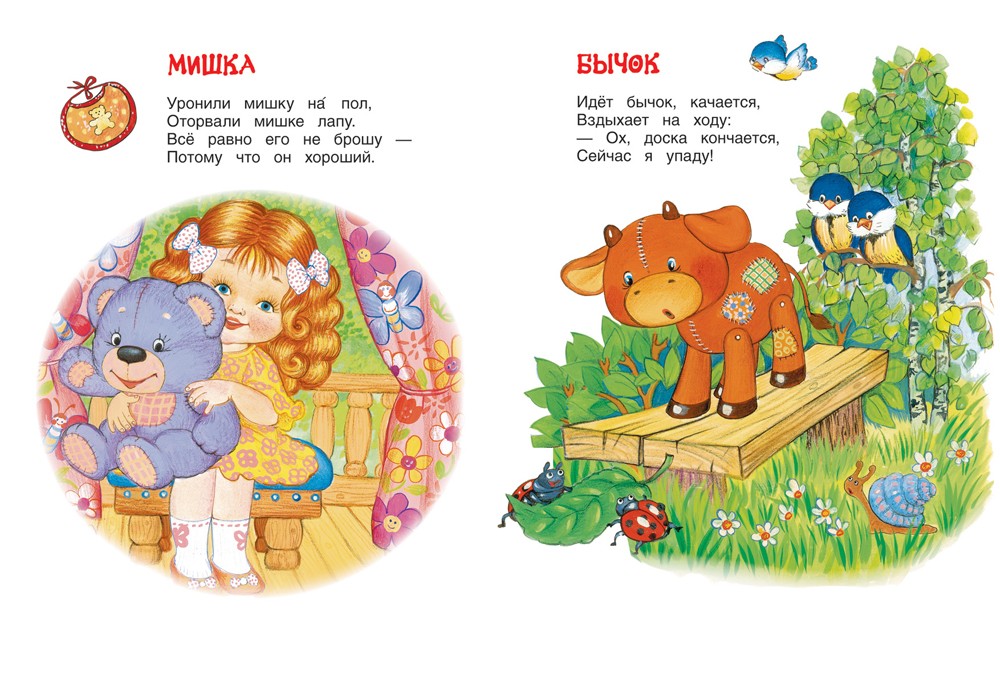 МИШКА
Уронили мишку на́ пол,
Оторвали мишке лапу.
Всё равно его не брошу —
Потому что он хороший.
БЫЧОК
Идёт бычок, качается,
Вздыхает на ходу:
— Ох, доска кончается,
Сейчас я упаду!